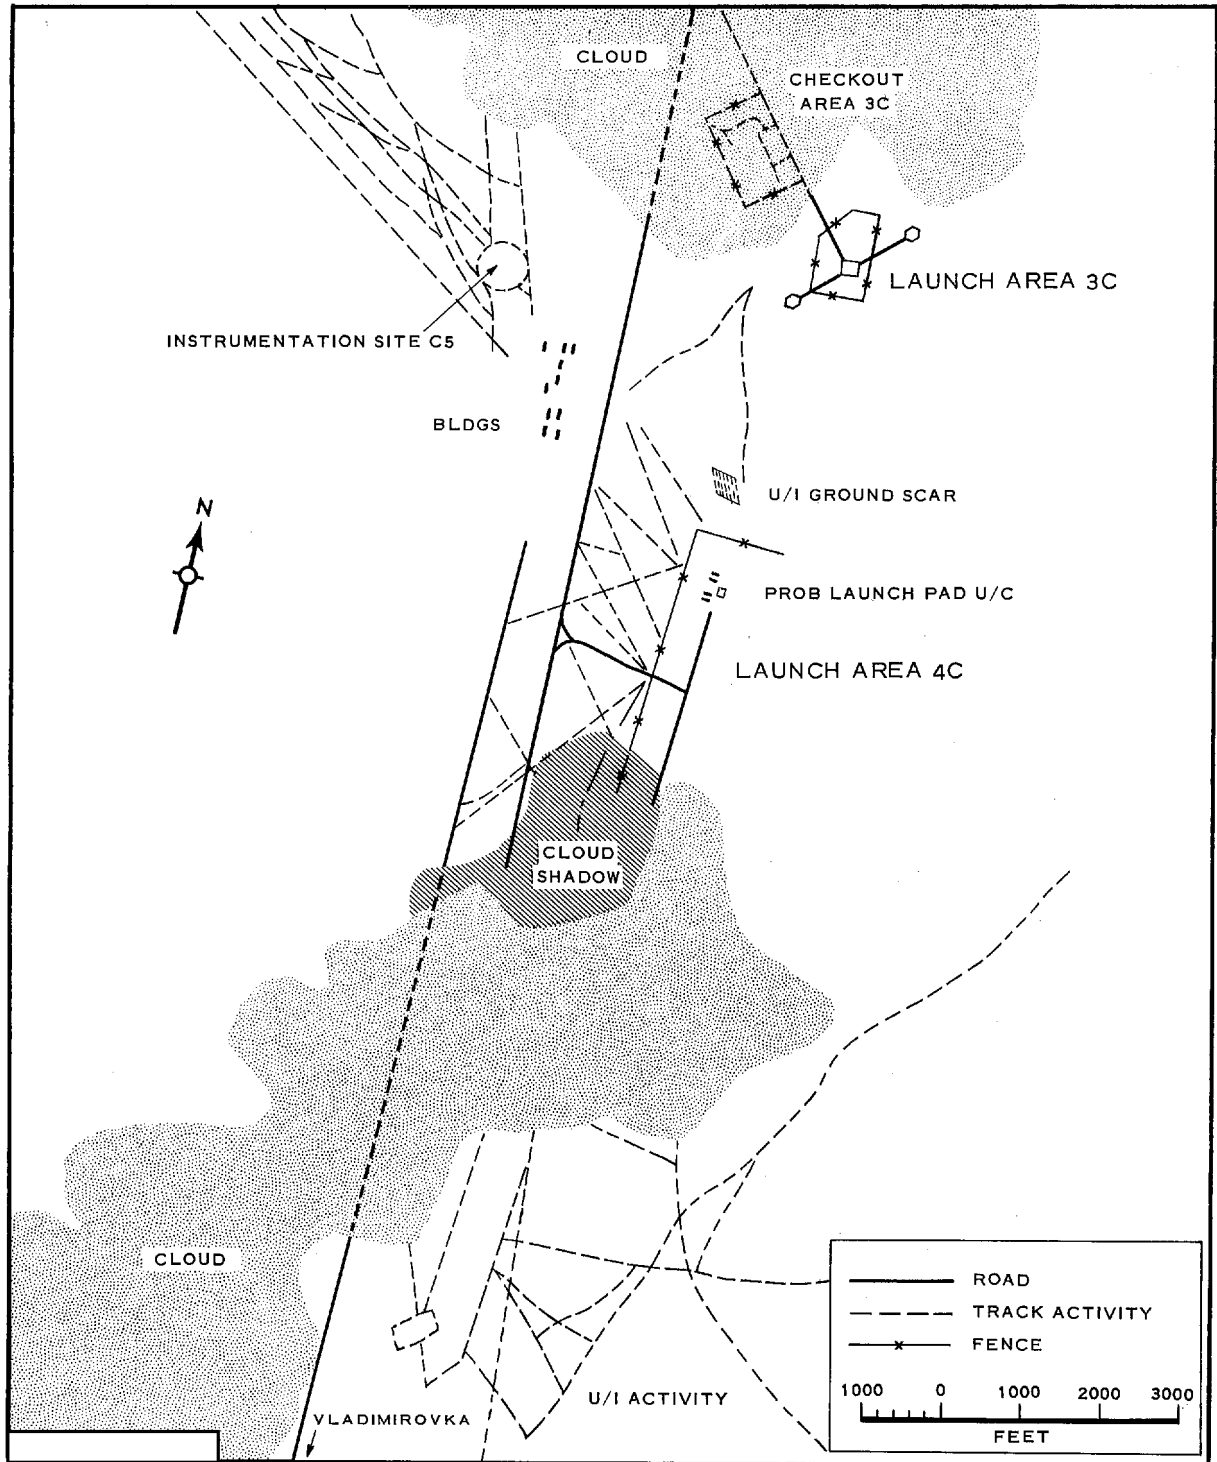 CLOUD
CHECKOUT
AREA 3C
LAUNCH AREA 3C
INSTRUMENTATION SITE C5
BLDGS
U/I GROUND SCAR
N
PROB LAUNCH PAD U/C
LAUNCH AREA 4C
CLOUD
SHADOW
CLOUD
ROAD
TRACK ACTIVITY
FENCE
1000 0 1000 2000 3000
FEET
U/I ACTIVITY
VLADIMIROVKA